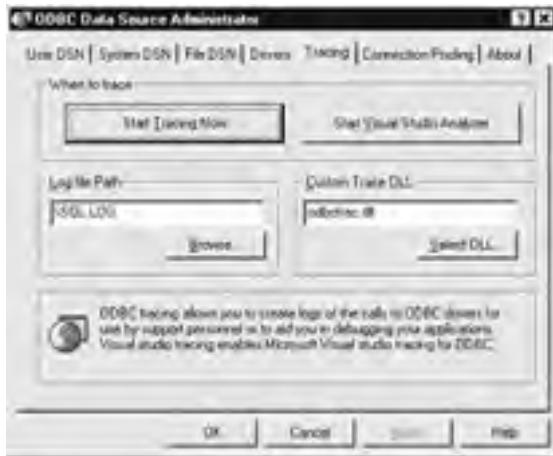 ODBC Data Source Administrator
User DSN System DSN File DSN Drivers Tracing Connection Pooling About
When to trace
Start Tracing Now
Start Visual Studio Analyzer
Log file Path
Custom Trace DLL
\SQL.LOG
odbctrac.dll
Browse...
Select DLL...
ODBC tracing allows you to create logs of the calls to ODBC drivers for
use by support personnel or to aid you in debugging your applications.
Visual studio tracing enables Microsoft Visual studio tracing for ODBC.
OK
Cancel
Apply
Help